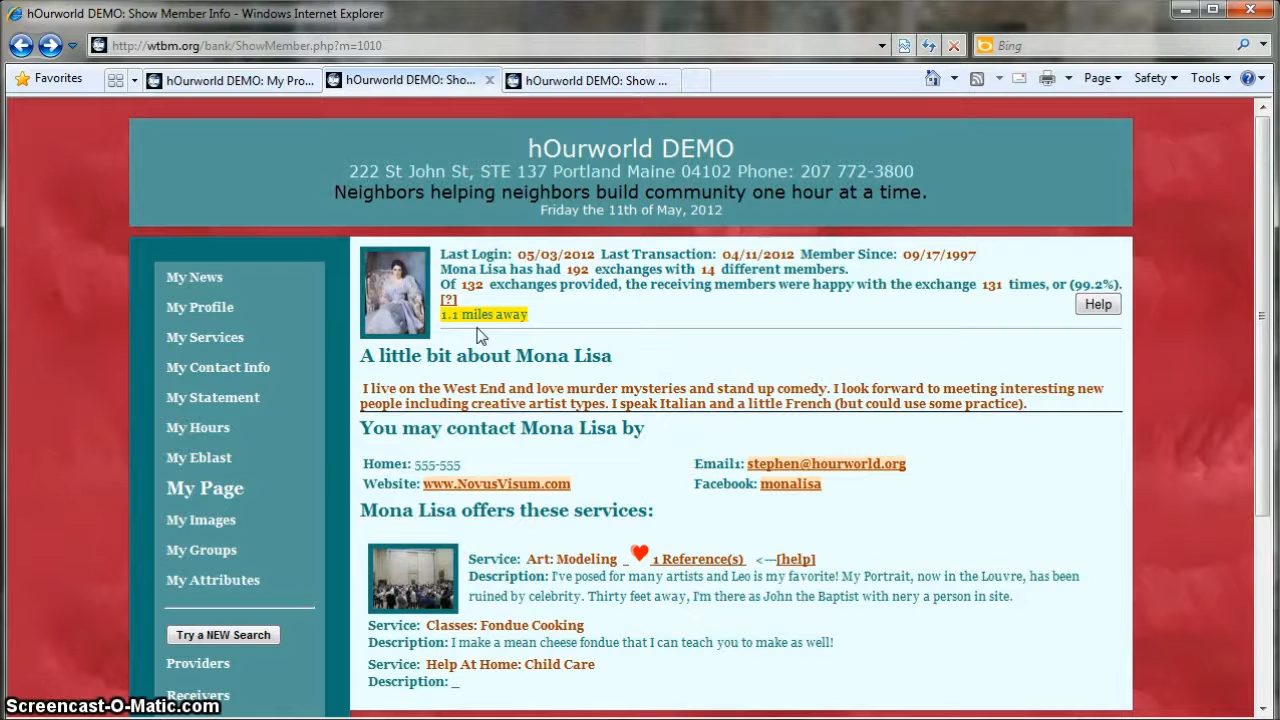 hOurworld DEMO: Show Member Info - Windows Internet Explorer
http://wtbm.org/bank/ShowMember.php?m=1010
Bing
Favorites
hOurworld DEMO: My Pro...
hOurworld DEMO: Sho...
hOurworld DEMO: Show ...
Page
Safety
Tools
hOurworld DEMO
222 St John St, STE 137 Portland Maine 04102 Phone: 207 772-3800
Neighbors helping neighbors build community one hour at a time.
Friday the 11th of May, 2012
My News
My Profile
My Services
My Contact Info
My Statement
My Hours
My Eblast
My Page
My Images
My Groups
My Attributes
Try a NEW Search
Providers
Receivers
Last Login: 05/03/2012 Last Transaction: 04/11/2012 Member Since: 09/17/1997
Mona Lisa has had 192 exchanges with 14 different members.
Of 132 exchanges provided, the receiving members were happy with the exchange 131 times, or (99.2%).
[?]
Help
1.1 miles away
A little bit about Mona Lisa
I live on the West End and love murder mysteries and stand up comedy. I look forward to meeting interesting new
people including creative artist types. I speak Italian and a little French (but could use some practice).
You may contact Mona Lisa by
Home1: 555-555
Email1: stephen@hourworld.org
Website: www.NovusVisum.com
Facebook: monalisa
Mona Lisa offers these services:
Service: Art: Modeling _ 1 Reference(s) <---[help]
Description: I've posed for many artists and Leo is my favorite! My Portrait, now in the Louvre, has been
ruined by celebrity. Thirty feet away, I'm there as John the Baptist with nery a person in site.
Service: Classes: Fondue Cooking
Description: I make a mean cheese fondue that I can teach you to make as well!
Service: Help At Home: Child Care
Description: _
Screencast-O-Matic.com